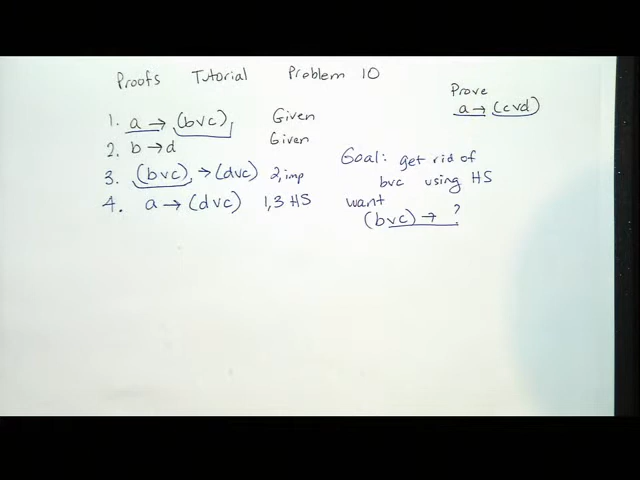 Proofs Tutorial Problem 10
Prove
a → (c∨d)
1. a → (b∨c) Given
2. b → d Given
3. (b∨c) → (d∨c) 2, imp
4. a → (d∨c) 1,3 HS
Goal: get rid of
b∨c using HS
want
(b∨c) → ?